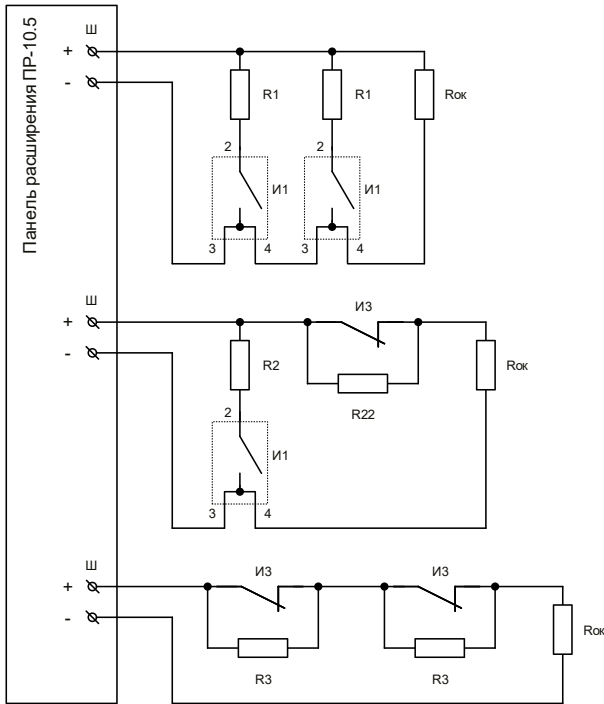 Панель расширения ПР-10.5
Ш
+
-
R1
R1
Rок
2
2
И1
И1
3
4
3
4
Ш
+
-
И3
R2
R22
Rок
2
И1
3
4
Ш
+
-
И3
И3
R3
R3
Rок